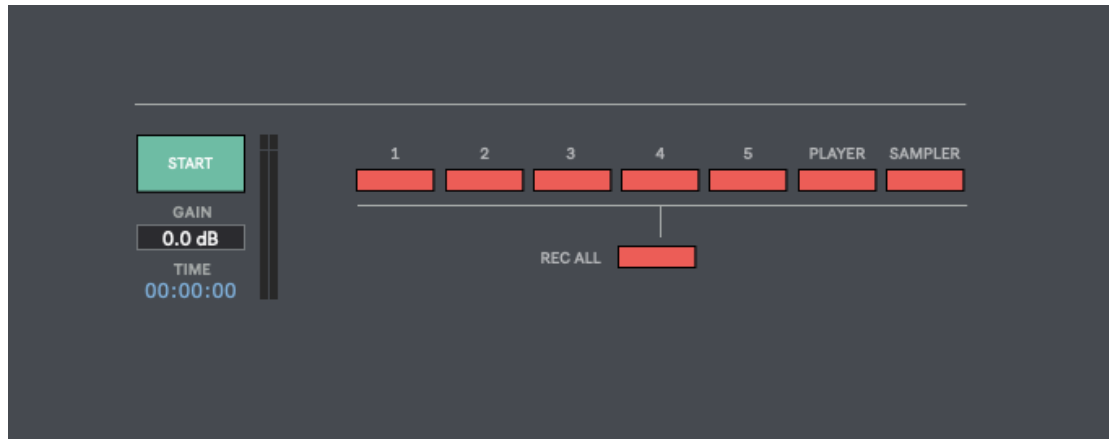 START
GAIN
0.0 dB
TIME
00:00:00
1 2 3 4 5 PLAYER SAMPLER
REC ALL